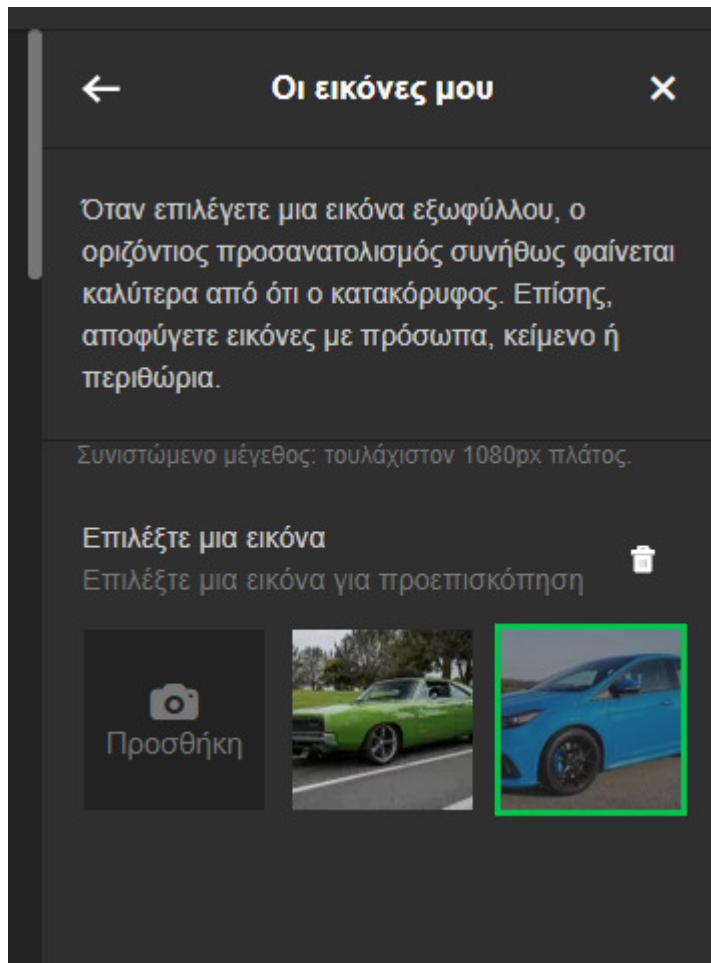 Οι εικόνες μου
Όταν επιλέγετε μια εικόνα εξωφύλλου, ο
οριζόντιος προσανατολισμός συνήθως φαίνεται
καλύτερα από ότι ο κατακόρυφος. Επίσης,
αποφύγετε εικόνες με πρόσωπα, κείμενο ή
περιθώρια.
Συνιστώμενο μέγεθος: τουλάχιστον 1080px πλάτος.
Επιλέξτε μια εικόνα
Επιλέξτε μια εικόνα για προεπισκόπηση
Προσθήκη